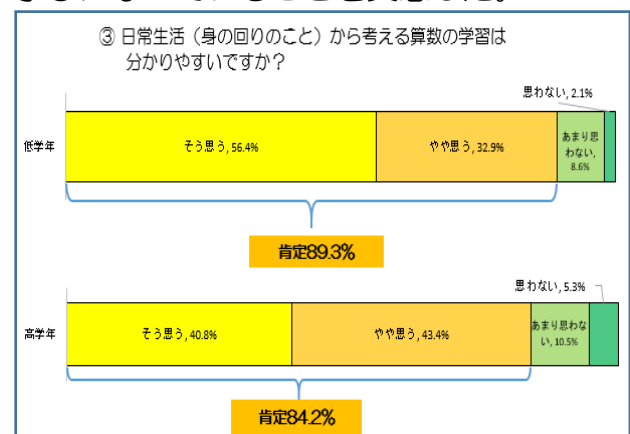 ③ 日常生活（身の回りのこと）から考える算数の学習は
分かりやすいですか？
思わない, 2.1%
低学年
そう思う, 56.4%
やや思う, 32.9%
あまり思
わない,
8.6%
肯定89.3%
思わない, 5.3%
高学年
そう思う, 40.8%
やや思う, 43.4%
あまり思わな
い, 10.5%
肯定84.2%